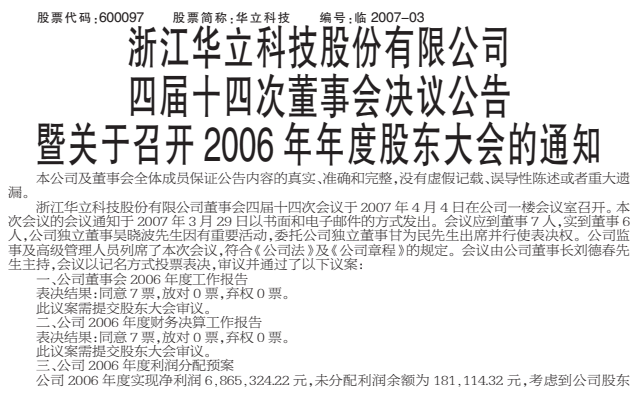 股票代码:600097 股票简称:华立科技 编号:临 2007-03
浙江华立科技股份有限公司
四届十四次董事会决议公告
暨关于召开 2006 年年度股东大会的通知
本公司及董事会全体成员保证公告内容的真实、准确和完整,没有虚假记载、误导性陈述或者重大遗
漏。
浙江华立科技股份有限公司董事会四届十四次会议于 2007 年 4 月 4 日在公司一楼会议室召开。本
次会议的会议通知于 2007 年 3 月 29 日以书面和电子邮件的方式发出。会议应到董事 7 人,实到董事 6
人,公司独立董事吴晓波先生因有重要活动,委托公司独立董事甘为民先生出席并行使表决权。公司监
事及高级管理人员列席了本次会议,符合《公司法》及《公司章程》的规定。会议由公司董事长刘德春先
生主持,会议以记名方式投票表决,审议并通过了以下议案:
一、公司董事会 2006 年度工作报告
表决结果:同意 7 票,放对 0 票,弃权 0 票。
此议案需提交股东大会审议。
二、公司 2006 年度财务决算工作报告
表决结果:同意 7 票,放对 0 票,弃权 0 票。
此议案需提交股东大会审议。
三、公司 2006 年度利润分配预案
公司 2006 年度实现净利润 6,865,324.22 元,未分配利润余额为 181,114.32 元,考虑到公司股东